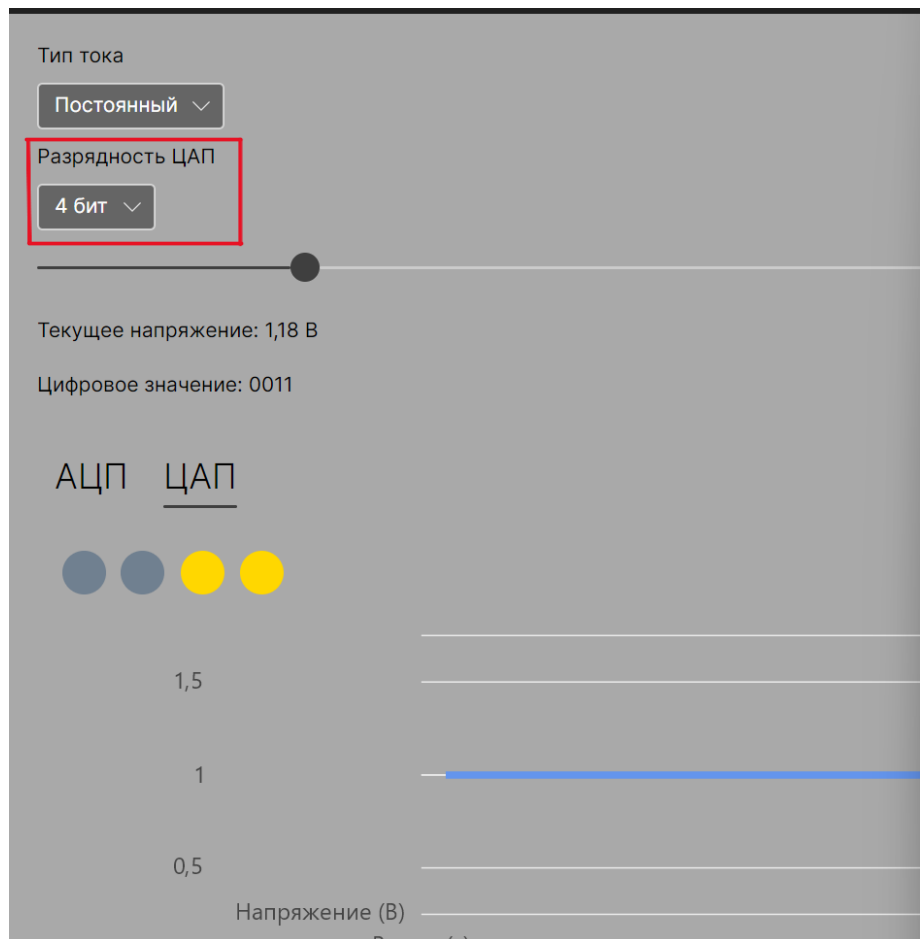 Тип тока
Постоянный
Разрядность ЦАП
4 бит
Текущее напряжение: 1,18 В
Цифровое значение: 0011
АЦП ЦАП
1,5
1
0,5
Напряжение (В)